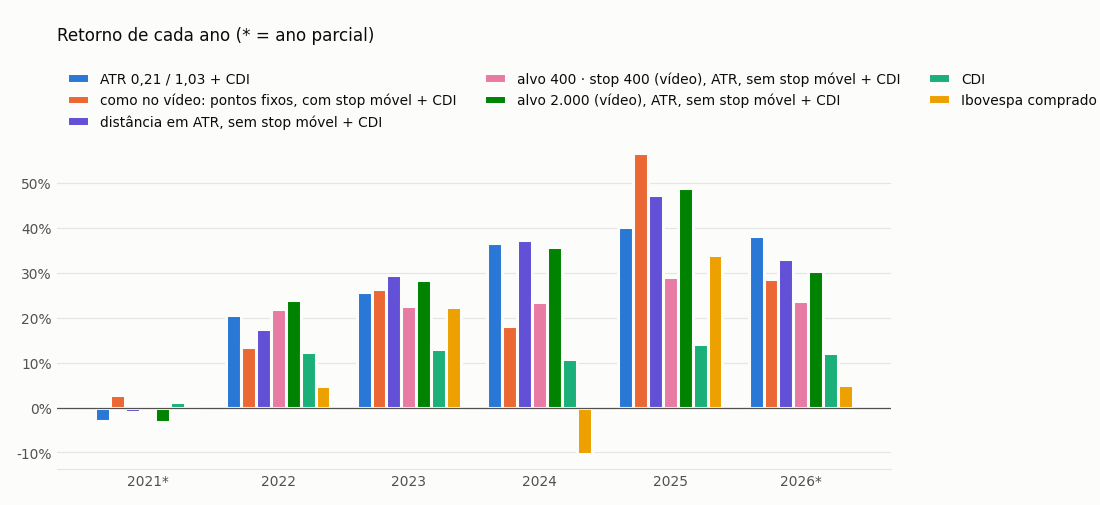 Retorno de cada ano (* = ano parcial)
ATR 0,21 / 1,03 + CDI
como no vídeo: pontos fixos, com stop móvel + CDI
distância em ATR, sem stop móvel + CDI
alvo 400 · stop 400 (vídeo), ATR, sem stop móvel + CDI
alvo 2.000 (vídeo), ATR, sem stop móvel + CDI
CDI
Ibovespa comprado
50%
40%
30%
20%
10%
0%
-10%
2021*
2022
2023
2024
2025
2026*